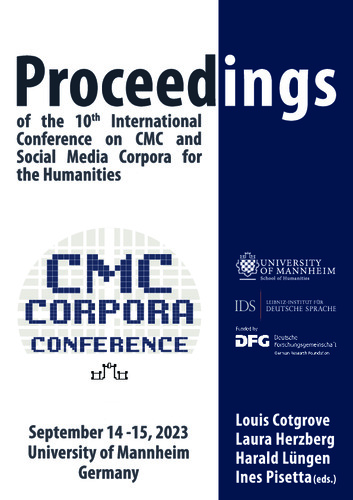 Proceedings
of the 10th International
Conference on CMC and
Social Media Corpora for
the Humanities
CMC
CORPORA
CONFERENCE
UNIVERSITY
OF MANNHEIM
School of Humanities
IDS
LEIBNIZ-INSTITUT FÜR
DEUTSCHE SPRACHE
Funded by
DFG
Deutsche
Forschungsgemeinschaft
German Research Foundation
September 14 -15, 2023
University of Mannheim
Germany
Louis Cotgrove
Laura Herzberg
Harald Lüngen
Ines Pisetta (eds.)